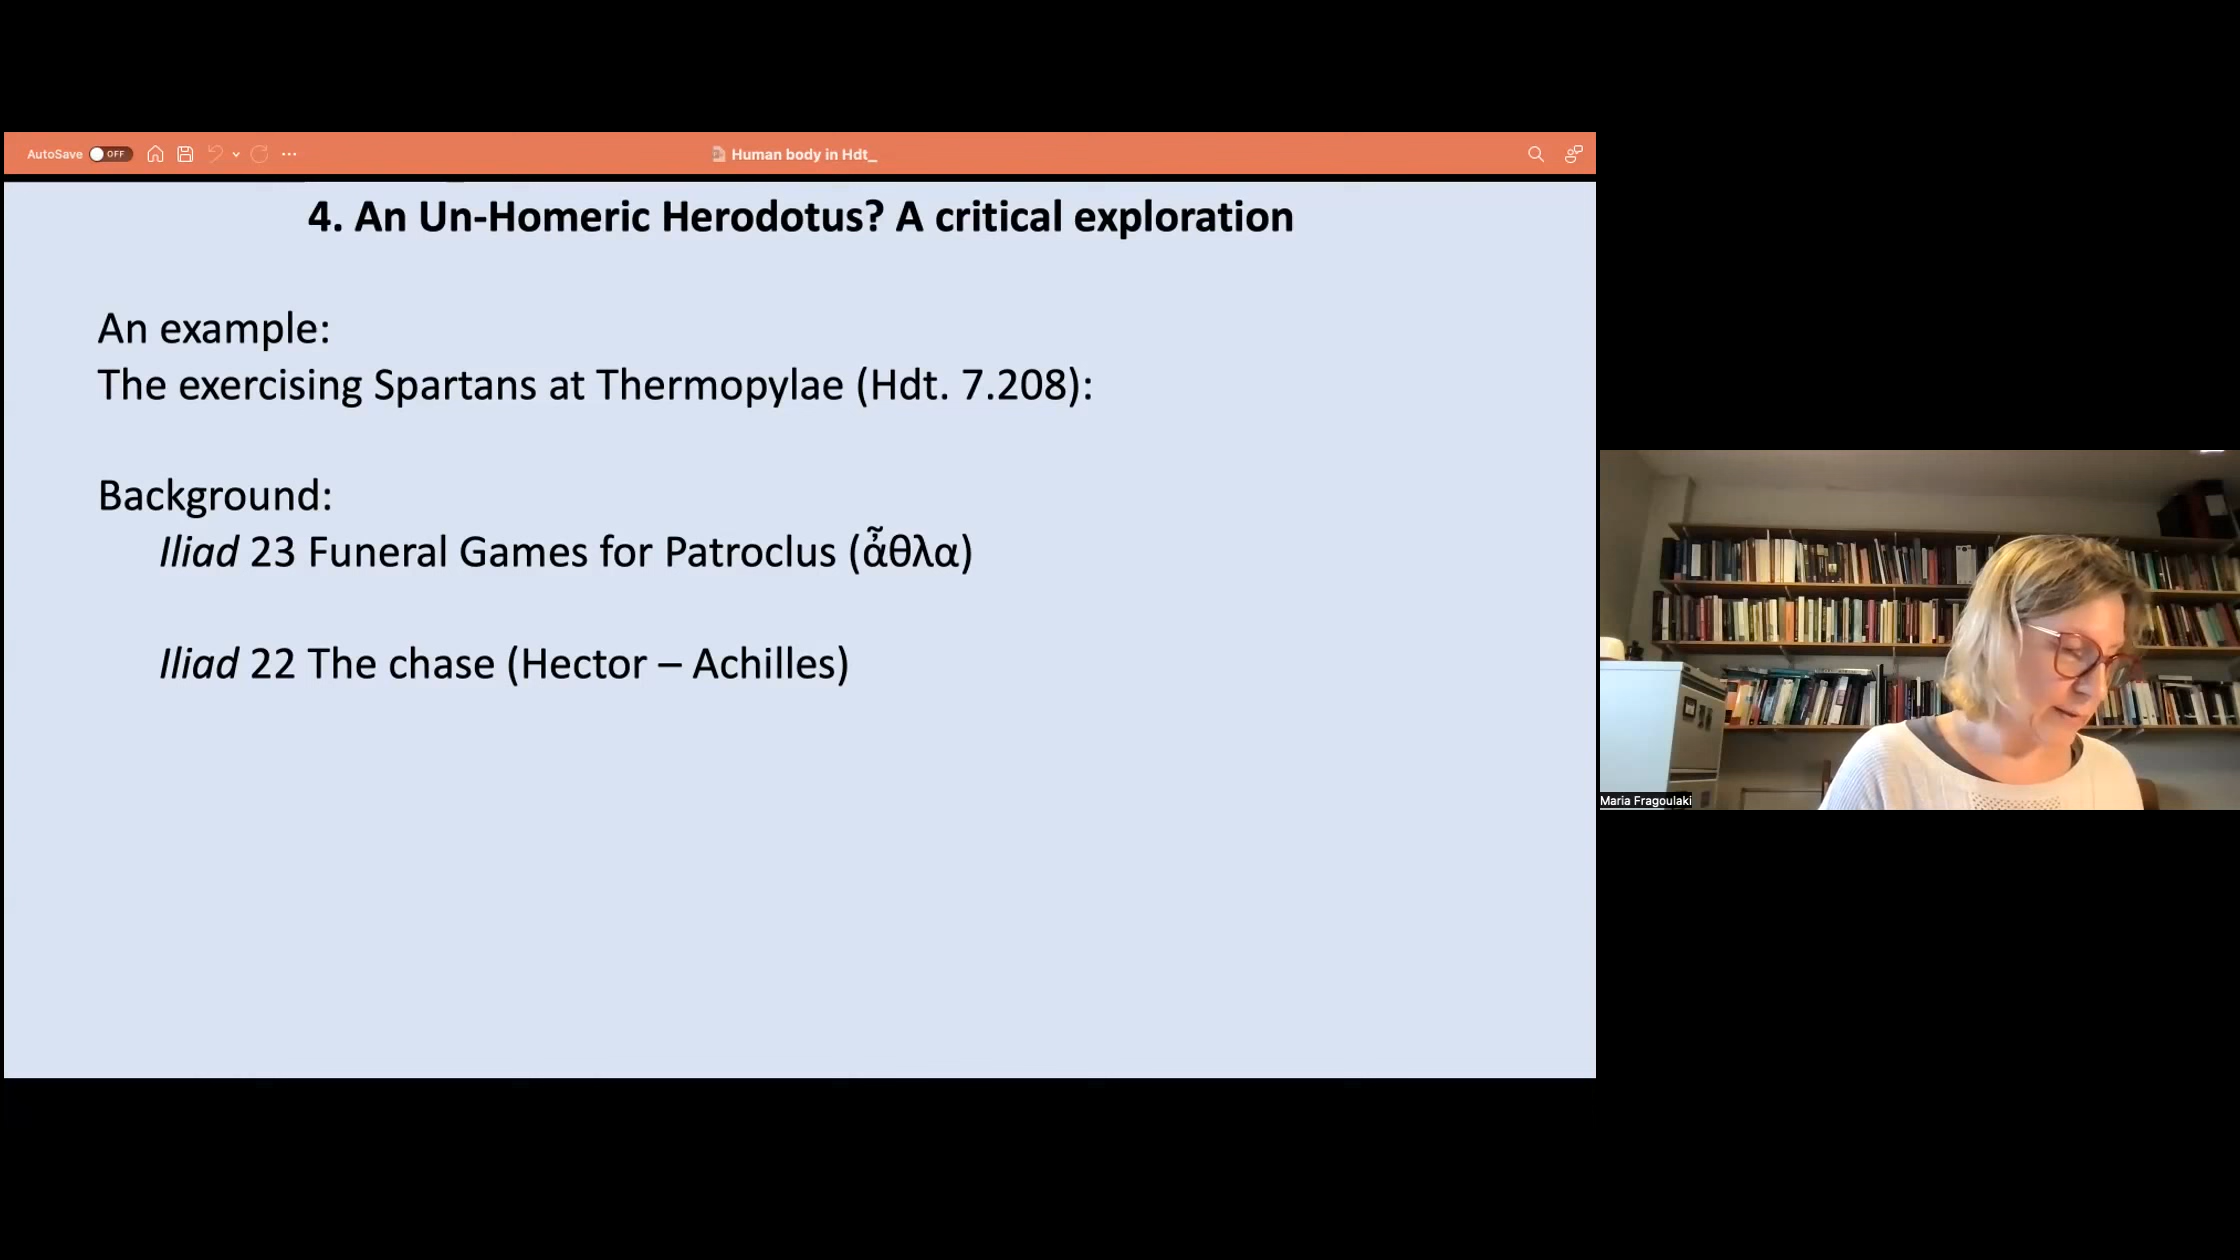 AutoSave OFF
Human body in Hdt_
4. An Un-Homeric Herodotus? A critical exploration
An example:
The exercising Spartans at Thermopylae (Hdt. 7.208):
Background:
Iliad 23 Funeral Games for Patroclus (ἆθλα)
Iliad 22 The chase (Hector – Achilles)
Maria Fragoulaki